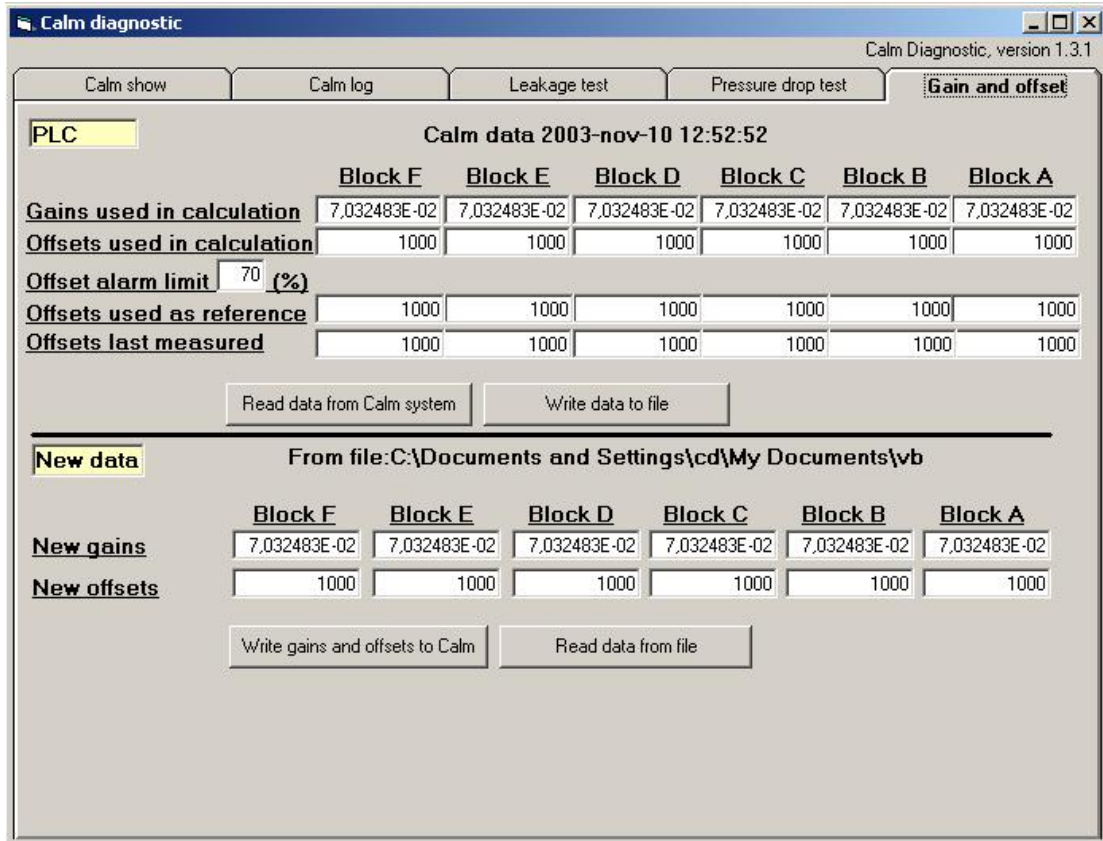 Calm diagnostic
Calm Diagnostic, version 1.3.1
Calm show Calm log Leakage test Pressure drop test Gain and offset
PLC Calm data 2003-nov-10 12:52:52
Block F Block E Block D Block C Block B Block A
Gains used in calculation 7,032483E-02 7,032483E-02 7,032483E-02 7,032483E-02 7,032483E-02 7,032483E-02
Offsets used in calculation 1000 1000 1000 1000 1000 1000
Offset alarm limit 70 (%)
Offsets used as reference 1000 1000 1000 1000 1000 1000
Offsets last measured 1000 1000 1000 1000 1000 1000
Read data from Calm system Write data to file
New data From file:C:\Documents and Settings\cd\My Documents\vb
Block F Block E Block D Block C Block B Block A
New gains 7,032483E-02 7,032483E-02 7,032483E-02 7,032483E-02 7,032483E-02 7,032483E-02
New offsets 1000 1000 1000 1000 1000 1000
Write gains and offsets to Calm Read data from file